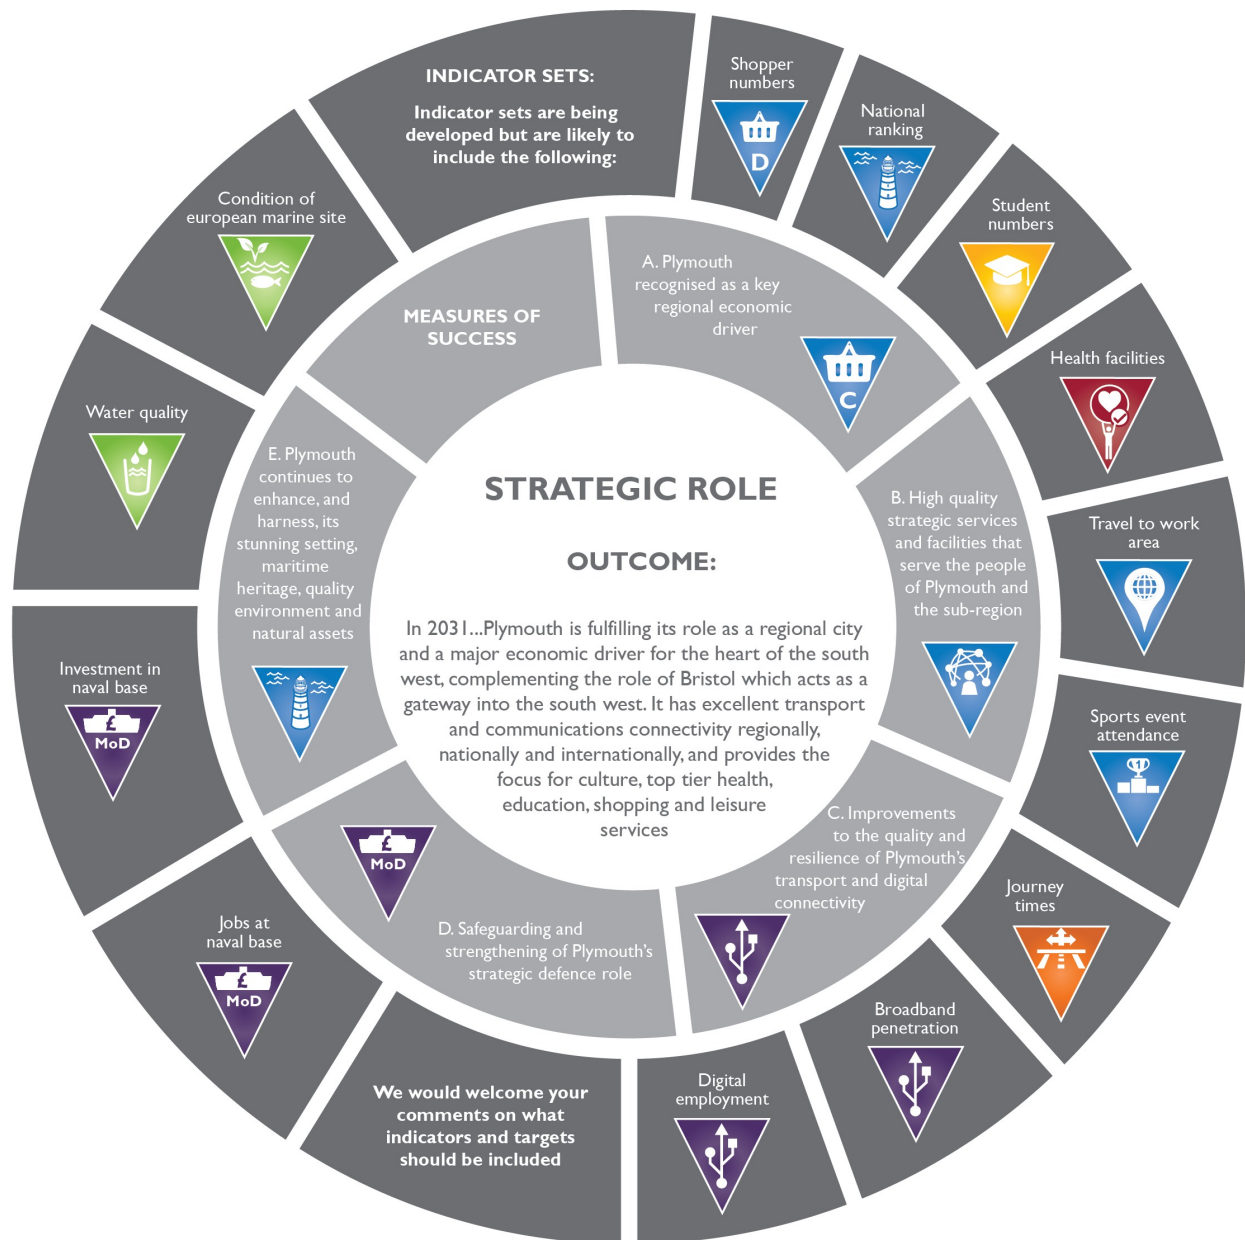 INDICATOR SETS:
Indicator sets are being
developed but are likely to
include the following:
Shopper
numbers
D
National
ranking
Student
numbers
Health facilities
Travel to work
area
Sports event
attendance
Journey
times
Broadband
penetration
Digital
employment
We would welcome your
comments on what
indicators and targets
should be included
Jobs at
naval base
£
MoD
Investment in
naval base
£
MoD
Water quality
Condition of
european marine site
MEASURES OF
SUCCESS
A. Plymouth
recognised as a key
regional economic
driver
C
B. High quality
strategic services
and facilities that
serve the people
of Plymouth and
the sub-region
C. Improvements
to the quality and
resilience of Plymouth's
transport and digital
connectivity
£
MoD
D. Safeguarding and
strengthening of Plymouth's
strategic defence role
E. Plymouth
continues to
enhance, and
harness, its
stunning setting,
maritime
heritage, quality
environment and
natural assets
STRATEGIC ROLE
OUTCOME:
In 2031...Plymouth is fulfilling its role as a regional city
and a major economic driver for the heart of the south
west, complementing the role of Bristol which acts as a
gateway into the south west. It has excellent transport
and communications connectivity regionally,
nationally and internationally, and provides the
focus for culture, top tier health,
education, shopping and leisure
services